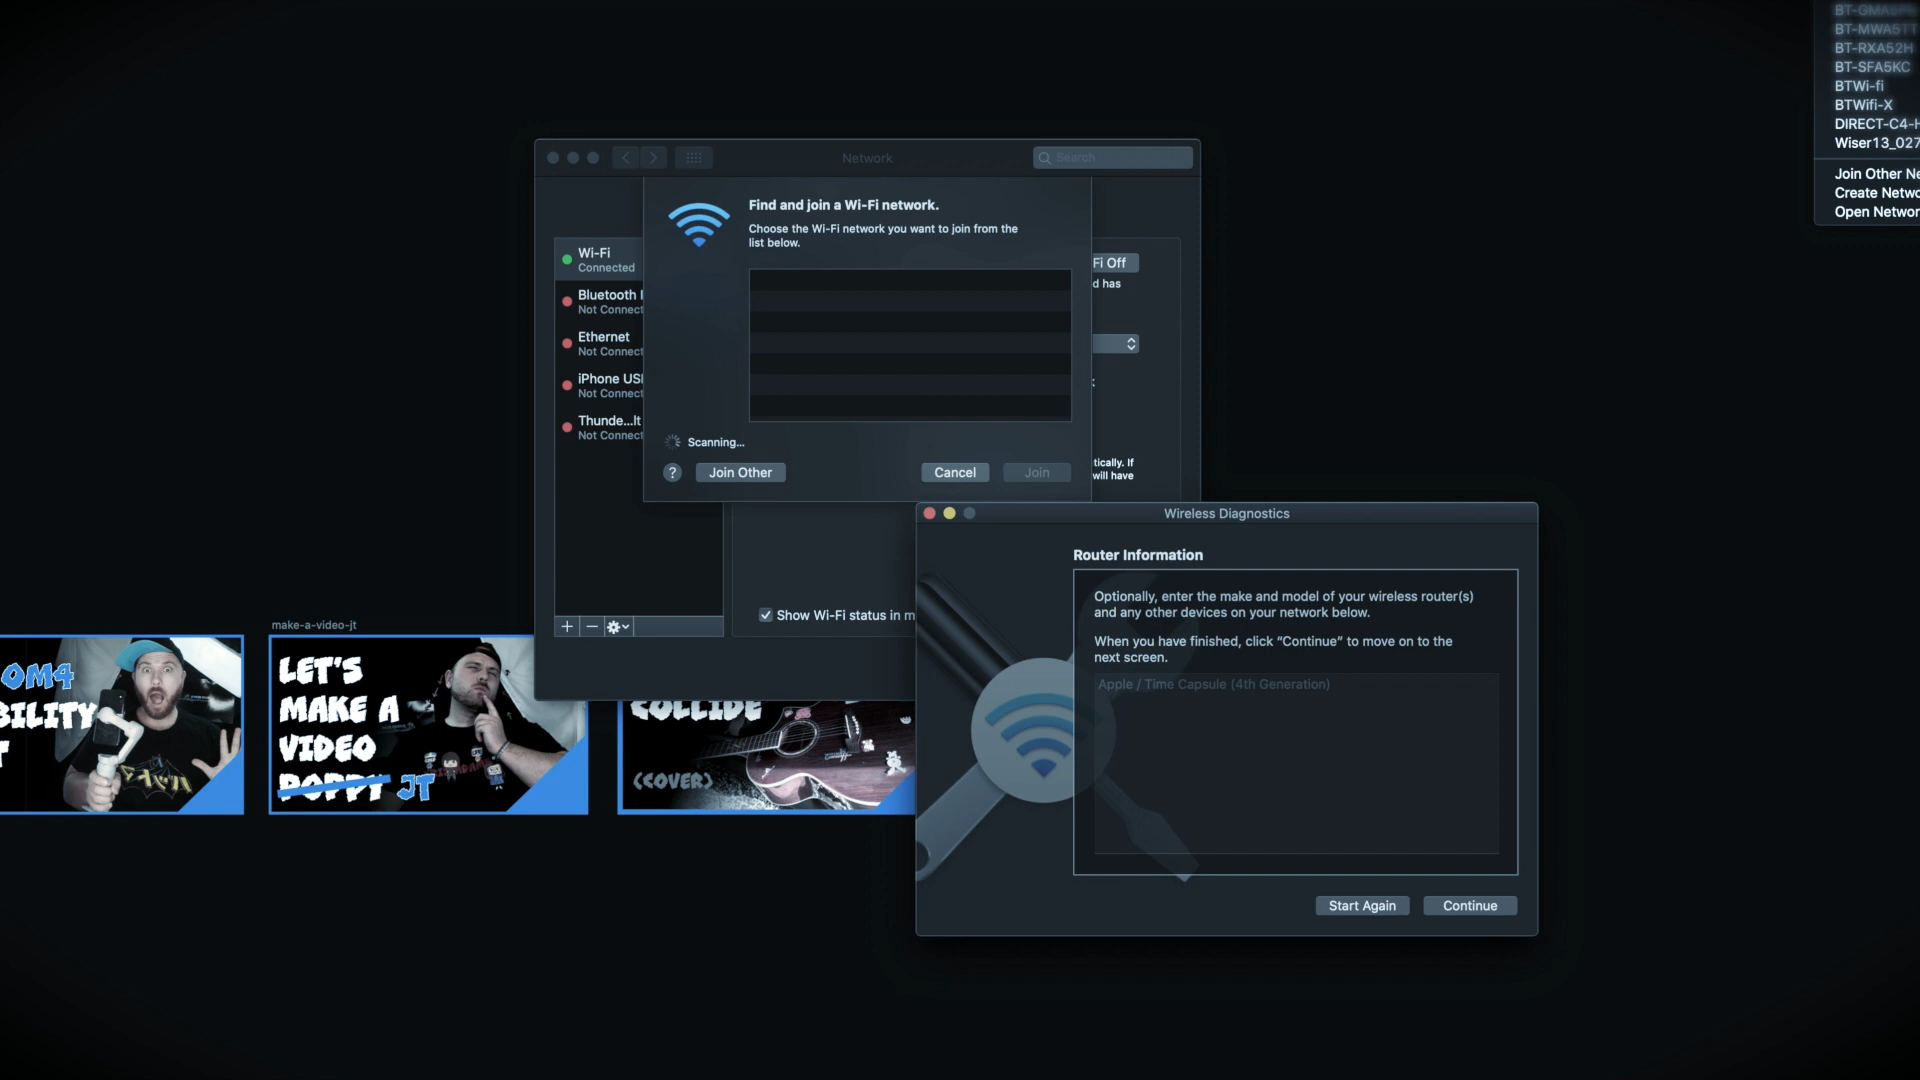 BT-MWA5TT
BT-RXA52H
BT-SFA5KC
BTWi-fi
BTWifi-X
DIRECT-C4-H
Wiser13_027
Join Other Ne
Create Netwo
Open Networ
Network
Search
Find and join a Wi-Fi network.
Choose the Wi-Fi network you want to join from the
list below.
Wi-Fi
Connected
Bluetooth
Not Connect
Ethernet
Not Connect
iPhone US
Not Connect
Thunde...lt
Not Connect
Fi Off
d has
tically. If
will have
Scanning...
?
Join Other
Cancel
Join
Show Wi-Fi status in m
Wireless Diagnostics
Router Information
Optionally, enter the make and model of your wireless router(s)
and any other devices on your network below.
When you have finished, click “Continue” to move on to the
next screen.
Apple / Time Capsule (4th Generation)
Start Again
Continue
OM4
BILITY
T
make-a-video-jt
LET'S
MAKE A
VIDEO
POPPY JT
COLLIDE
(COVER)